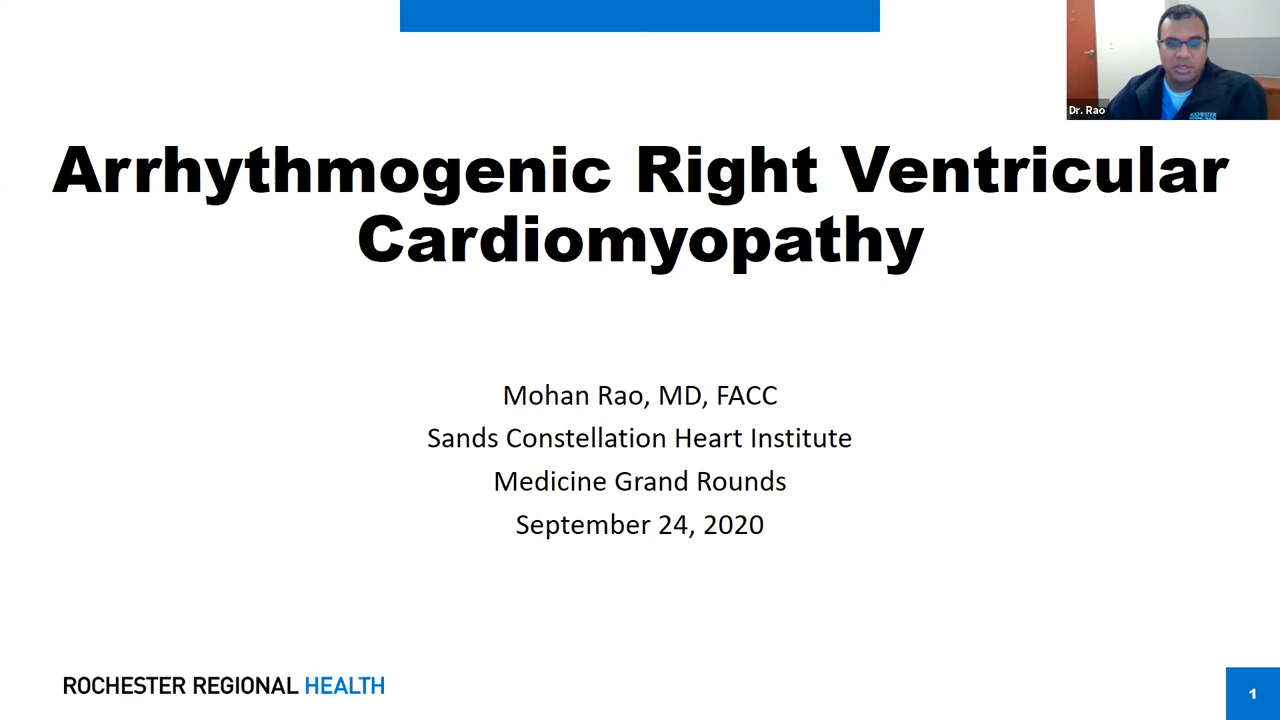 Dr. Rao
ROCHESTER
Arrhythmogenic Right Ventricular
Cardiomyopathy
Mohan Rao, MD, FACC
Sands Constellation Heart Institute
Medicine Grand Rounds
September 24, 2020
ROCHESTER REGIONAL HEALTH
1